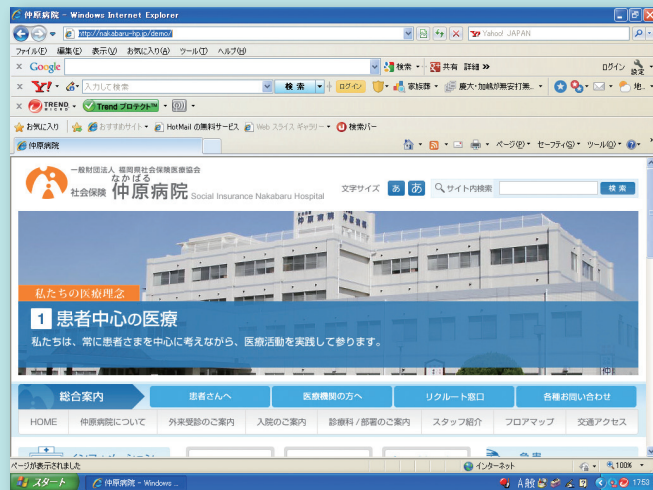 仲原病院 - Windows Internet Explorer
http://nakabaru-hp.jp/demo/
Yahoo! JAPAN
ファイル(F) 編集(E) 表示(V) お気に入り(A) ツール(T) ヘルプ(H)
Google 検索 共有 詳細 >> ログイン 設定
Y! 入力して検索 検索 ログイン 家族葬
TREND MICRO Trend プロテクト™
お気に入り おすすめサイト HotMail の無料サービス Web スライス ギャラリー 検索バー
仲原病院 ページ(P) セーフティ(S) ツール(O)
一般財団法人 福岡県社会保険医療協会
なかばる
社会保険 仲原病院 Social Insurance Nakabaru Hospital 文字サイズ あ あ サイト内検索 検索
仲原病院
私たちの医療理念
1 患者中心の医療
私たちは、常に患者さまを中心に考えながら、医療活動を実践して参ります。
総合案内 患者さんへ 医療機関の方へ リクルート窓口 各種お問い合わせ
HOME 仲原病院について 外来受診のご案内 入院のご案内 診療科/部署のご案内 スタッフ紹介 フロアマップ 交通アクセス
ページが表示されました インターネット 100%
スタート 仲原病院 - Windows ... A 般 17:53